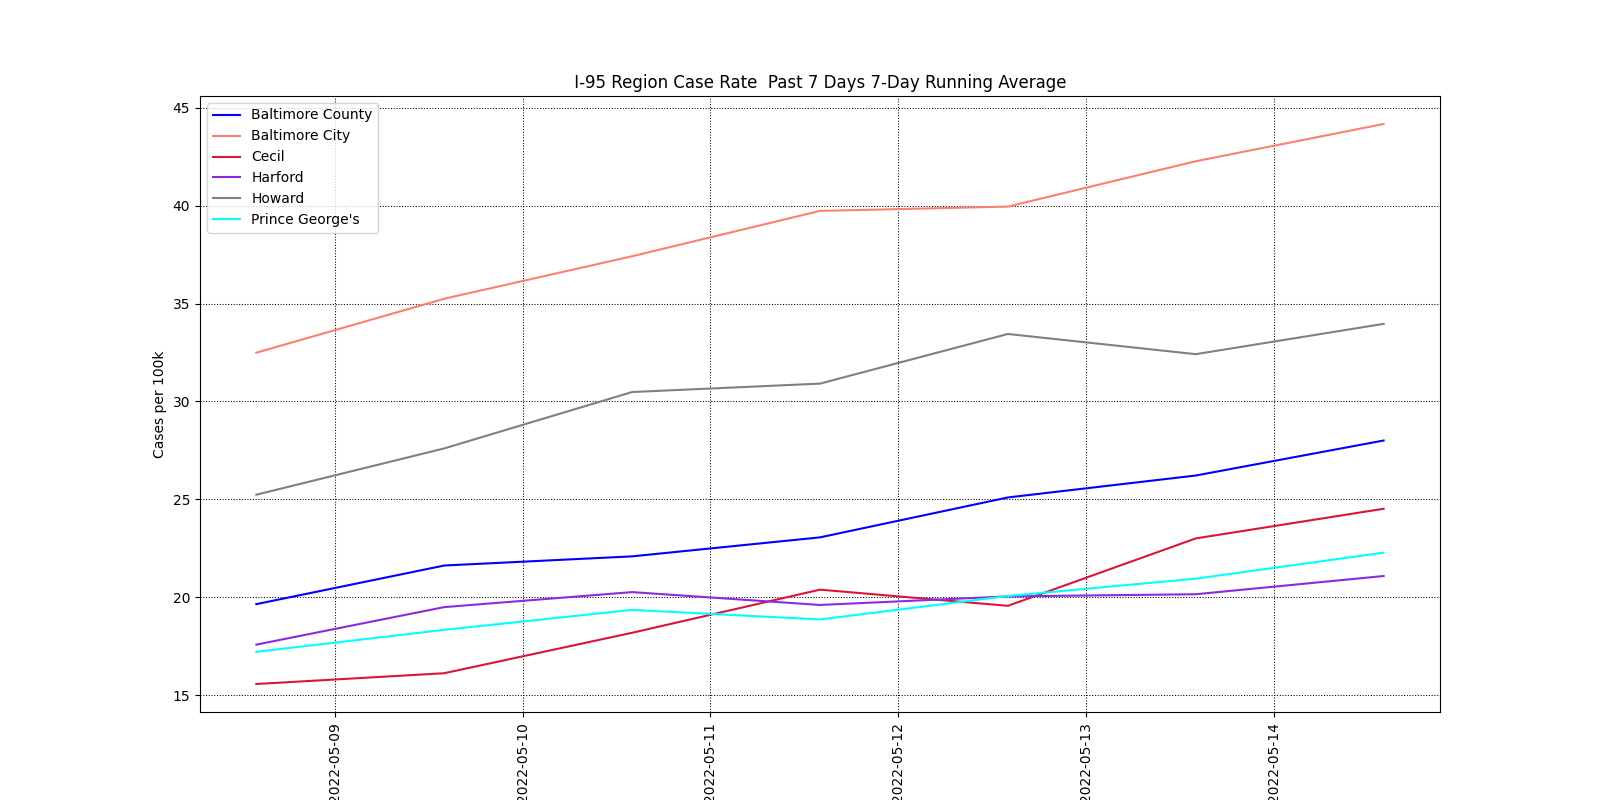 I-95 Region Case Rate  Past 7 Days 7-Day Running Average
Baltimore County
Baltimore City
Cecil
Harford
Howard
Prince George's
Cases per 100k
45
40
35
30
25
20
15
2022-05-09
2022-05-10
2022-05-11
2022-05-12
2022-05-13
2022-05-14